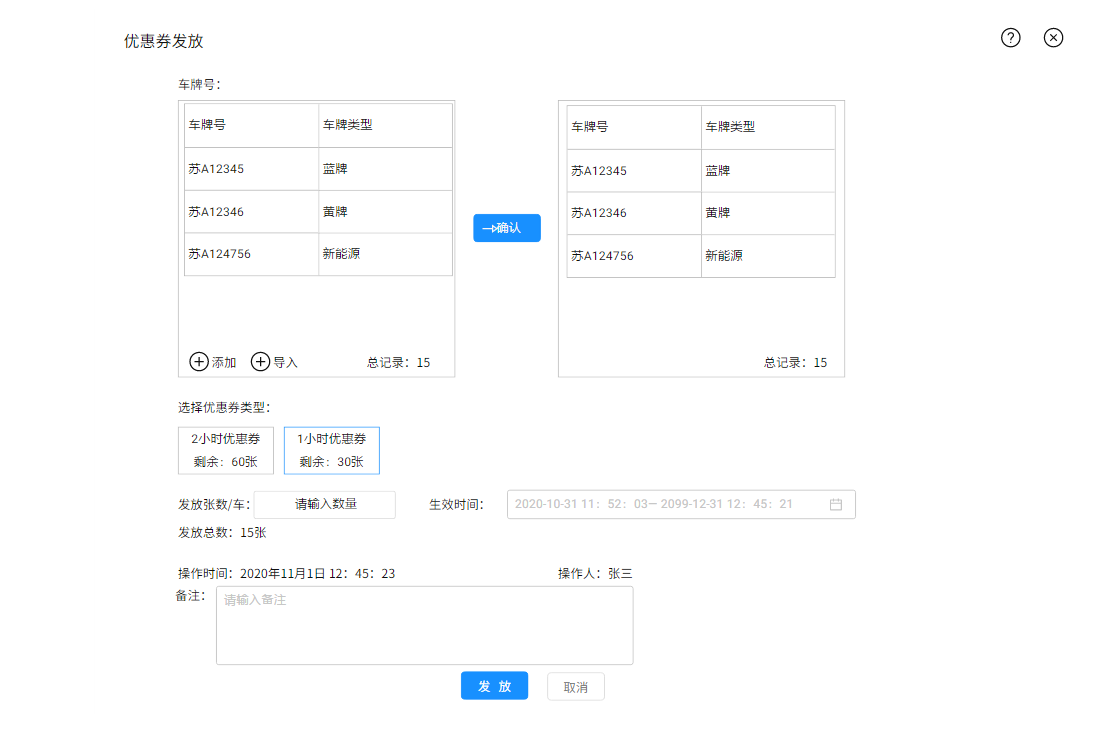 优惠券发放
车牌号：
车牌号 车牌类型
苏A12345 蓝牌
苏A12346 黄牌
苏A124756 新能源
添加 导入 总记录：15
确认
车牌号 车牌类型
苏A12345 蓝牌
苏A12346 黄牌
苏A124756 新能源
总记录：15
选择优惠券类型：
2小时优惠券
剩余：60张
1小时优惠券
剩余：30张
发放张数/车：请输入数量 生效时间： 2020-10-31 11：52：03— 2099-12-31 12：45：21
发放总数：15张
操作时间：2020年11月1日 12：45：23 操作人：张三
备注： 请输入备注
发 放 取消